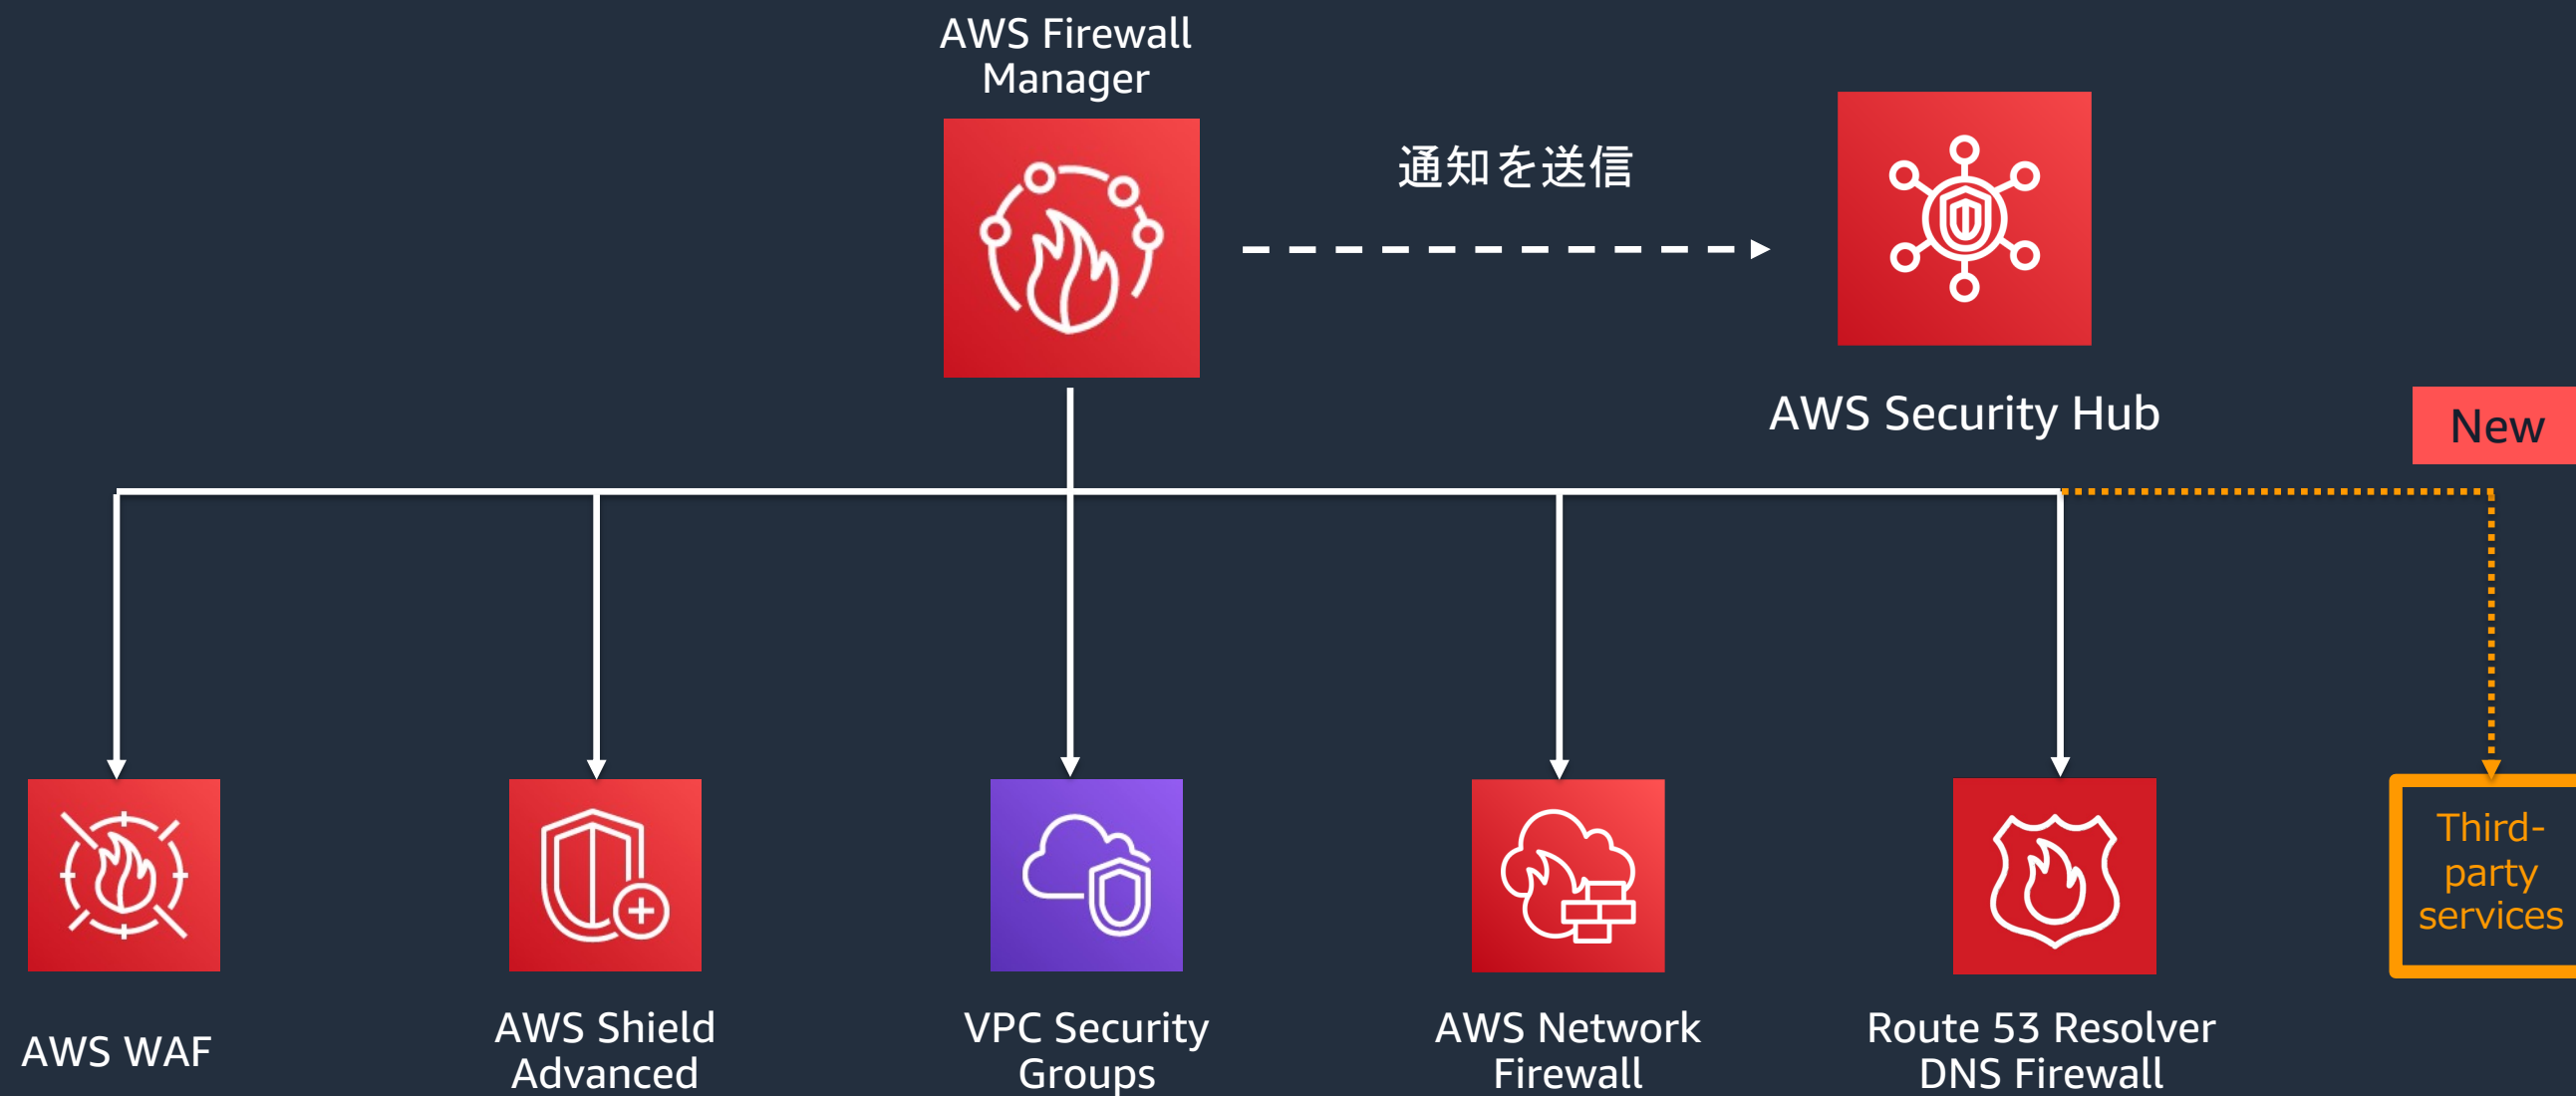 AWS Firewall
Manager
通知を送信
AWS Security Hub
New
Third-
party
services
AWS WAF
AWS Shield
Advanced
VPC Security
Groups
AWS Network
Firewall
Route 53 Resolver
DNS Firewall